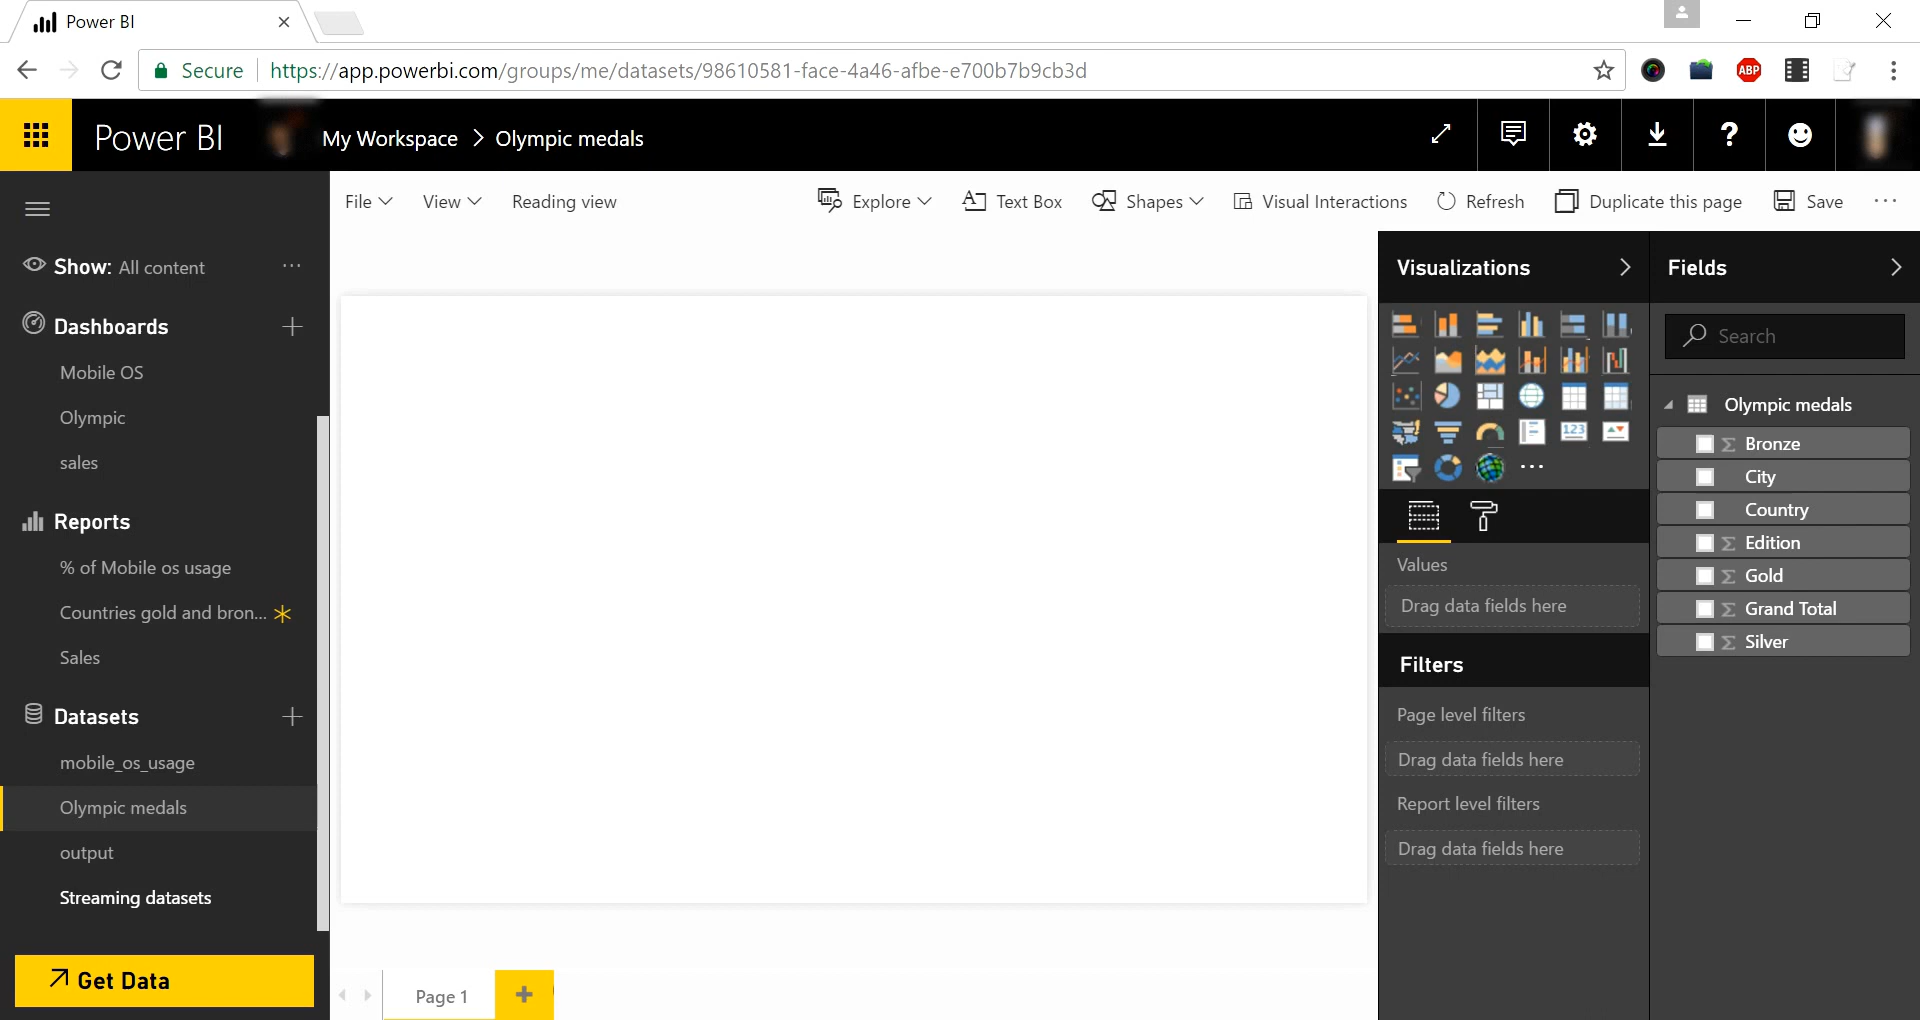 Power BI
Secure
https://app.powerbi.com/groups/me/datasets/98610581-face-4a46-afbe-e700b7b9cb3d
ABP
Power BI
My Workspace > Olympic medals
File
View
Reading view
Explore
Text Box
Shapes
Visual Interactions
Refresh
Duplicate this page
Save
Show: All content
Dashboards
Mobile OS
Olympic
sales
Reports
% of Mobile os usage
Countries gold and bron...
Sales
Datasets
mobile_os_usage
Olympic medals
output
Streaming datasets
Get Data
Page 1
Visualizations
123
Values
Drag data fields here
Filters
Page level filters
Drag data fields here
Report level filters
Drag data fields here
Fields
Search
Olympic medals
Σ Bronze
City
Country
Σ Edition
Σ Gold
Σ Grand Total
Σ Silver